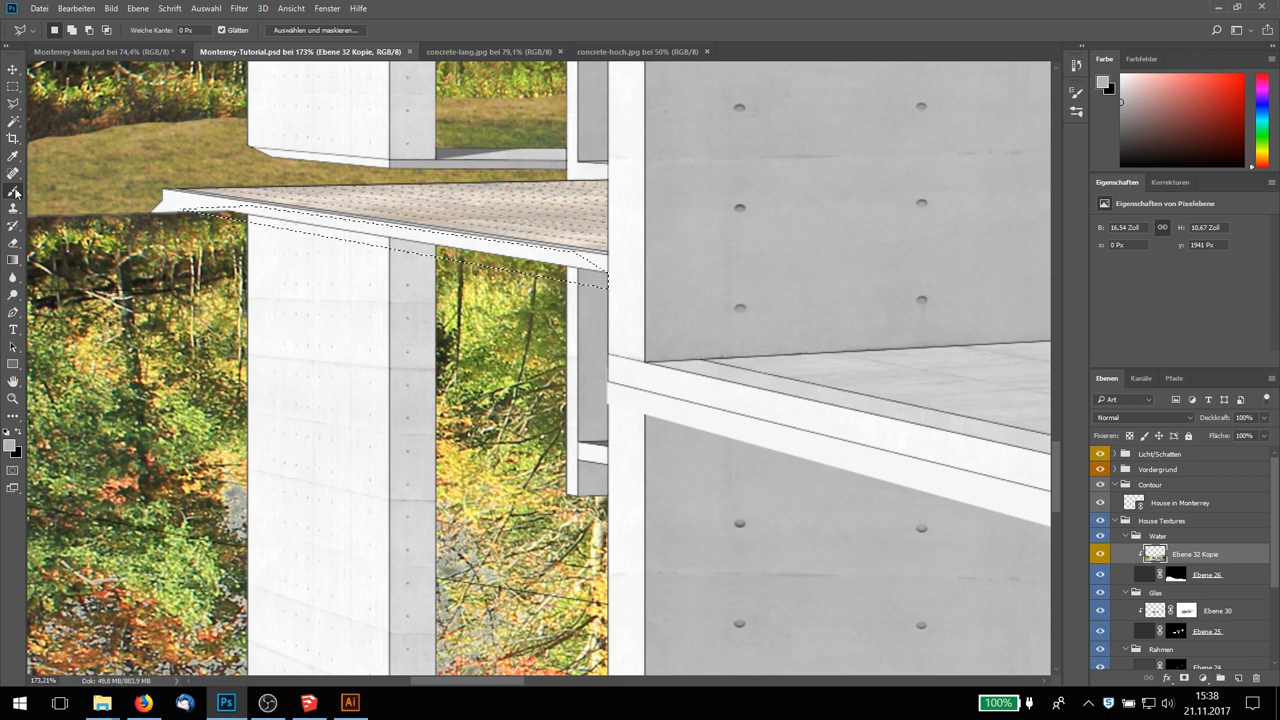 Datei Bearbeiten Bild Ebene Schrift Auswahl Filter 3D Ansicht Fenster Hilfe
Weiche Kante: 0 Px Glätten Auswählen und maskieren...
Monterrey-klein.psd bei 74,4% (RGB/8) * × Monterrey-Tutorial.psd bei 173% (Ebene 32 Kopie, RGB/8) × concrete-lang.jpg bei 79,1% (RGB/8) × concrete-hoch.jpg bei 50% (RGB/8) ×
Farbe Farbfelder
Eigenschaften Korrekturen
Eigenschaften von Pixelebene
B: 16,54 Zoll H: 10,67 Zoll
x: 0 Px y: 1941 Px
Ebenen Kanäle Pfade
Art
Normal Deckkraft: 100%
Fixieren: Fläche: 100%
Licht/Schatten
Vordergrund
Contour
House in Monterrey
House Textures
Water
Ebene 32 Kopie
Ebene 26
Glas
Ebene 30
Ebene 25
Rahmen
Ebene 24
173,21% Dok: 49,8 MB/883,9 MB
Ps Ai 100% 15:38
21.11.2017